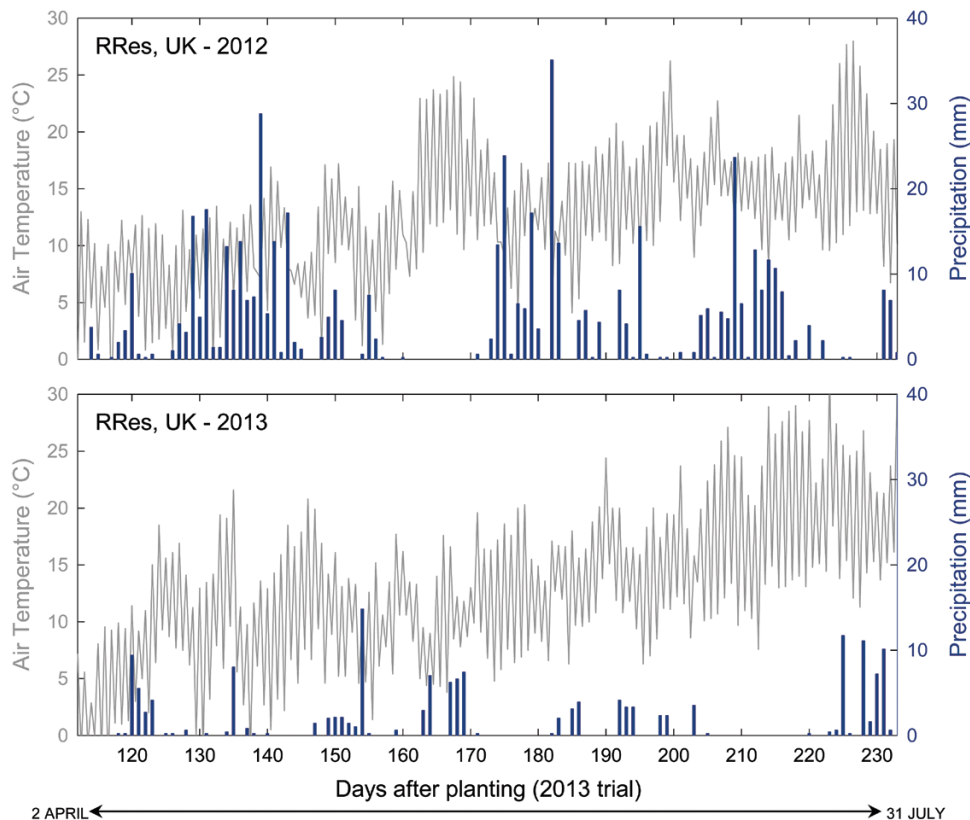 RRes, UK - 2012
Air Temperature (°C)
30
25
20
15
10
5
0
Precipitation (mm)
40
30
20
10
0
RRes, UK - 2013
Air Temperature (°C)
30
25
20
15
10
5
0
Precipitation (mm)
40
30
20
10
0
120 130 140 150 160 170 182 190 200 210 220 230
Days after planting (2013 trial)
2 APRIL 31 JULY